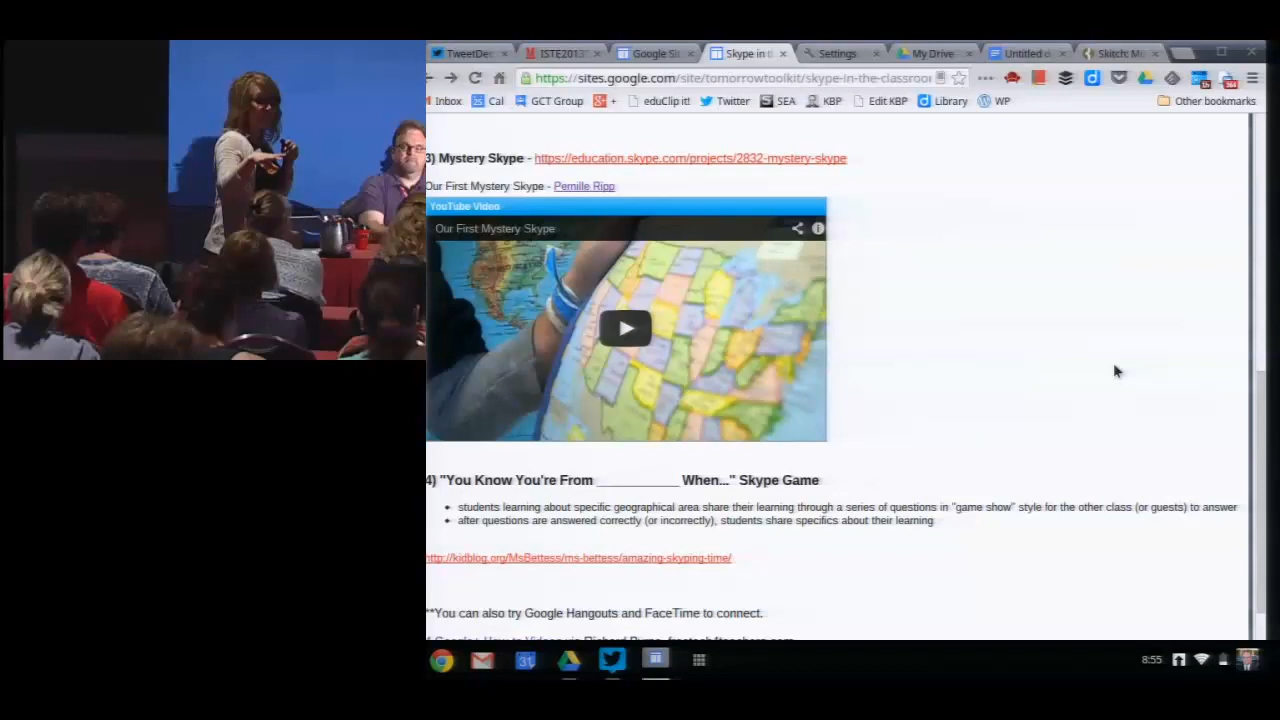 TweetDe
ISTE2013
Google Si
Skype in t
Settings
My Drive
Untitled d
Skitch: M
https://sites.google.com/site/tomorrowtoolkit/skype-in-the-classroo
Inbox
Cal
GCT Group
+
eduClip it!
Twitter
SEA
KBP
Edit KBP
Library
WP
Other bookmarks
3) Mystery Skype - https://education.skype.com/projects/2832-mystery-skype
Our First Mystery Skype - Pernille Ripp
YouTube Video
Our First Mystery Skype
4) "You Know You're From ___________ When..." Skype Game
• students learning about specific geographical area share their learning through a series of questions in "game show" style for the other class (or guests) to answer
• after questions are answered correctly (or incorrectly), students share specifics about their learning
http://kidblog.org/MsBettess/ms-bettess/amazing-skyping-time/
**You can also try Google Hangouts and FaceTime to connect.
31
8:55